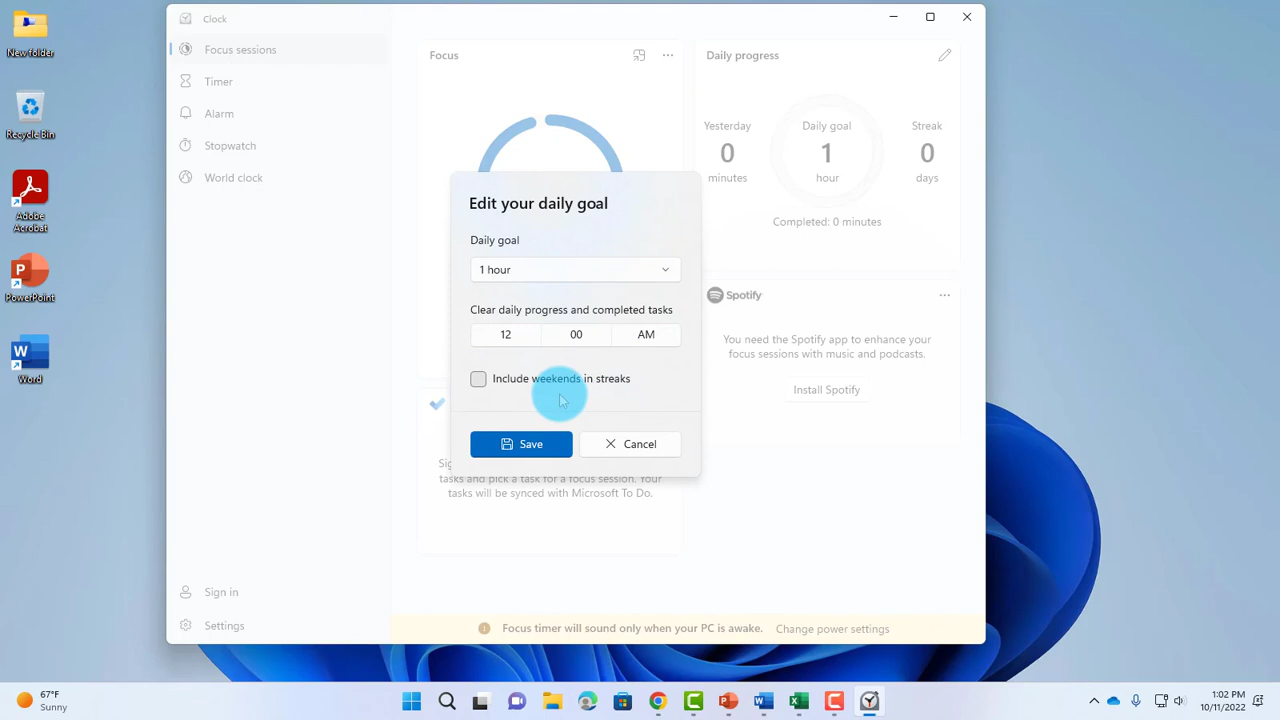 New folder
Recycle Bin
Adobe
Acrobat
PowerPoint
Word
Clock
Focus sessions
Timer
Alarm
Stopwatch
World clock
Sign in
Settings
Focus
Daily progress
Yesterday
0
minutes
Daily goal
1
hour
Streak
0
days
Completed: 0 minutes
Edit your daily goal
Daily goal
1 hour
Clear daily progress and completed tasks
12 00 AM
Include weekends in streaks
Save
Cancel
Spotify
You need the Spotify app to enhance your
focus sessions with music and podcasts.
Install Spotify
tasks and pick a task for a focus session. Your
tasks will be synced with Microsoft To Do.
Focus timer will sound only when your PC is awake. Change power settings
67°F
Sunny
1:02 PM
10/11/2022